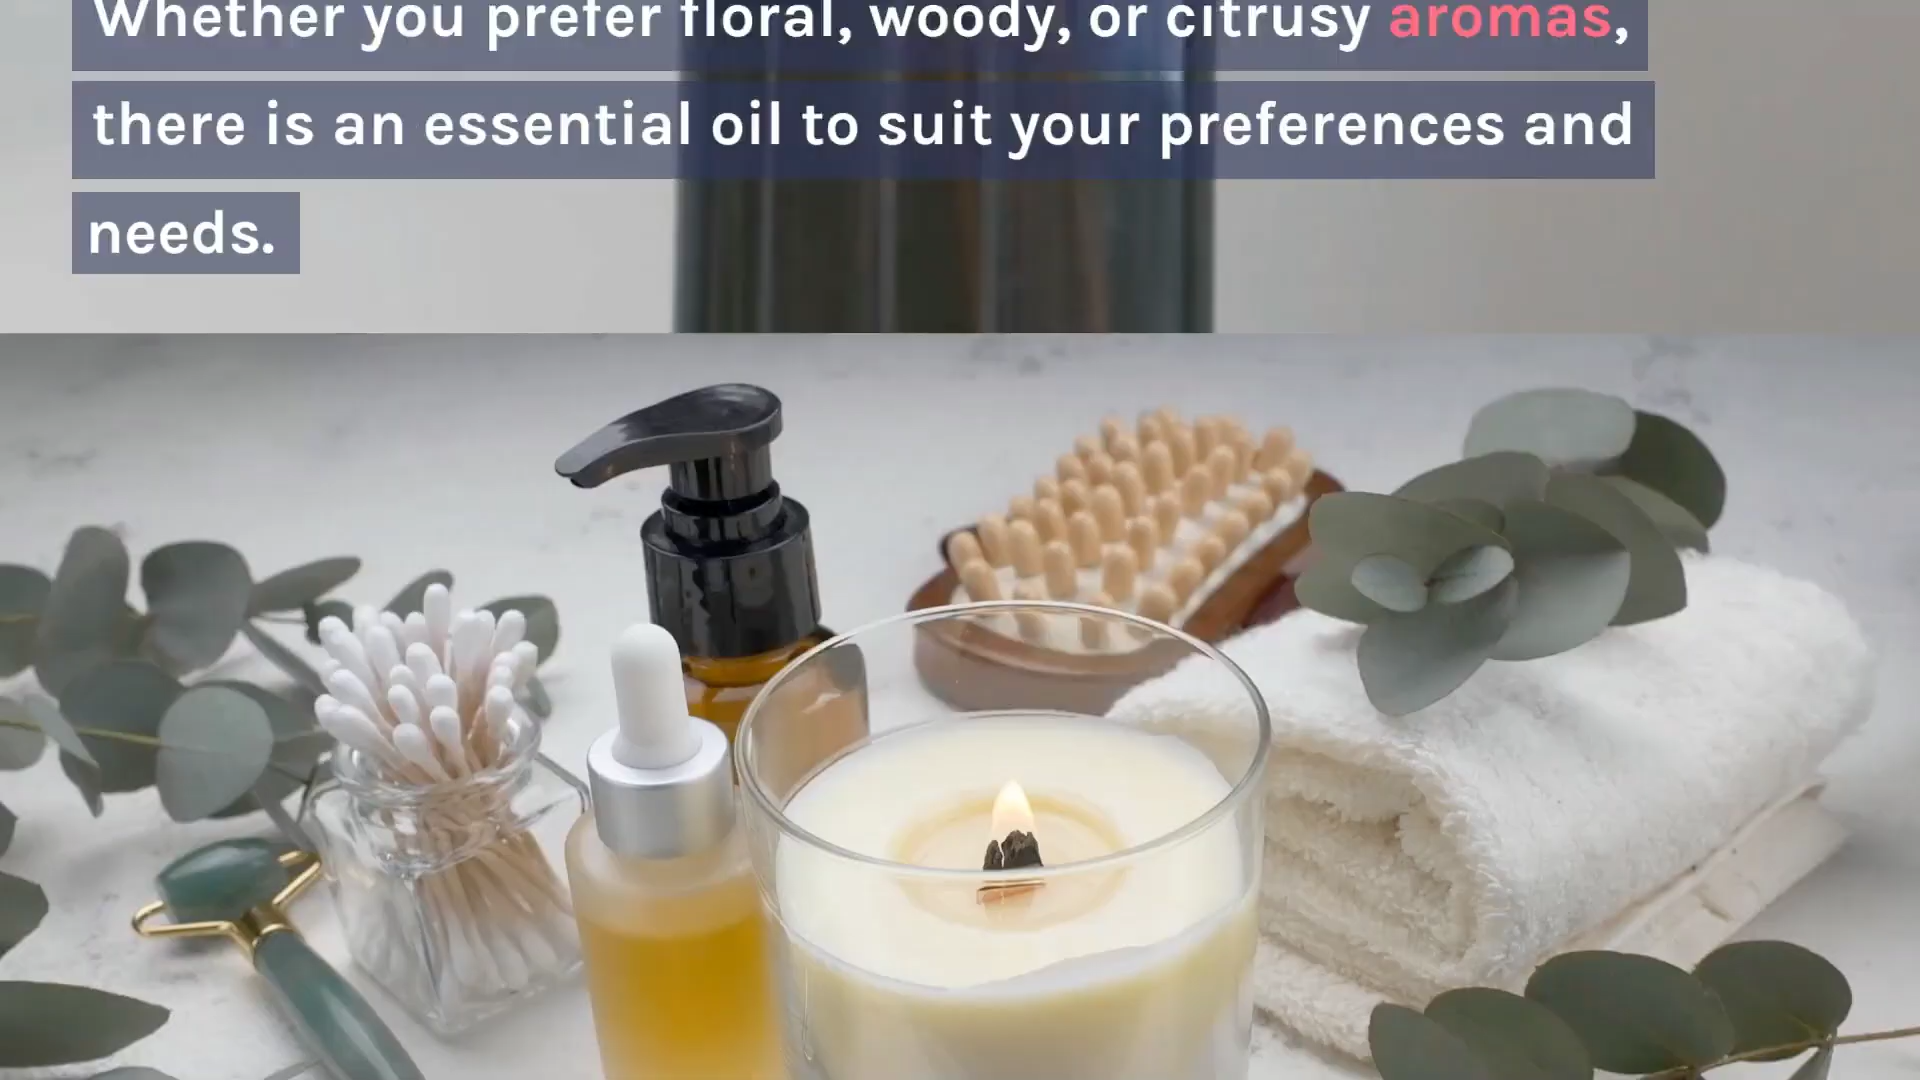 Whether you prefer floral, woody, or citrusy aromas,
there is an essential oil to suit your preferences and
needs.